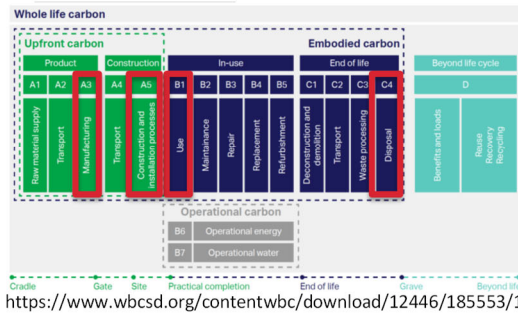 Whole life carbon
Upfront carbon
Embodied carbon
Product
Construction
In-use
End of life
Beyond life cycle
A1 A2 A3 A4 A5 B1 B2 B3 B4 B5 C1 C2 C3 C4 D
Raw material supply
Transport
Manufacturing
Transport
Construction and installation processes
Use
Maintainance
Repair
Replacement
Refurbishment
Deconstruction and demolition
Transport
Waste processing
Disposal
Benefits and loads
Reuse
Recovery
Recycling
Operational carbon
B6 Operational energy
B7 Operational water
Cradle Gate Site Practical completion End of life Grave Beyond life
https://www.wbcsd.org/contentwbc/download/12446/185553/1